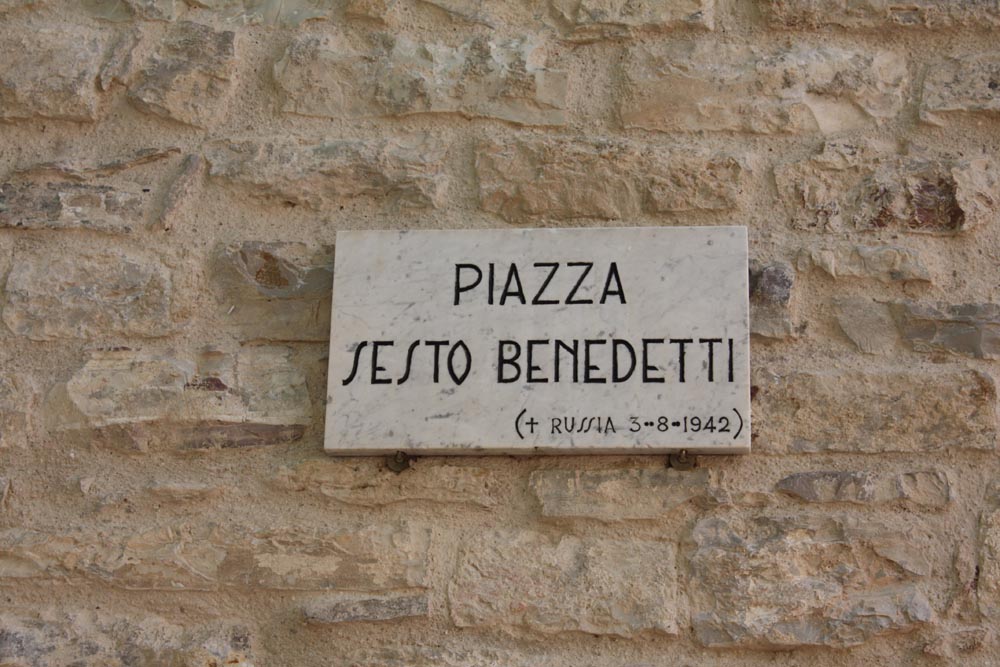 PIAZZA
SESTO BENEDETTI
(✝ RUSSIA 3-8-1942)